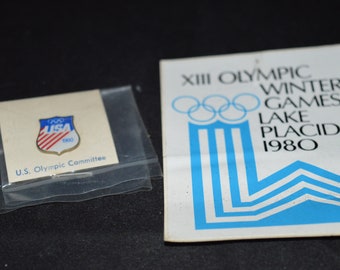 USA
U.S. Olympic Committee
XIII OLYMPIC
WINTER
GAMES
LAKE
PLACID
1980